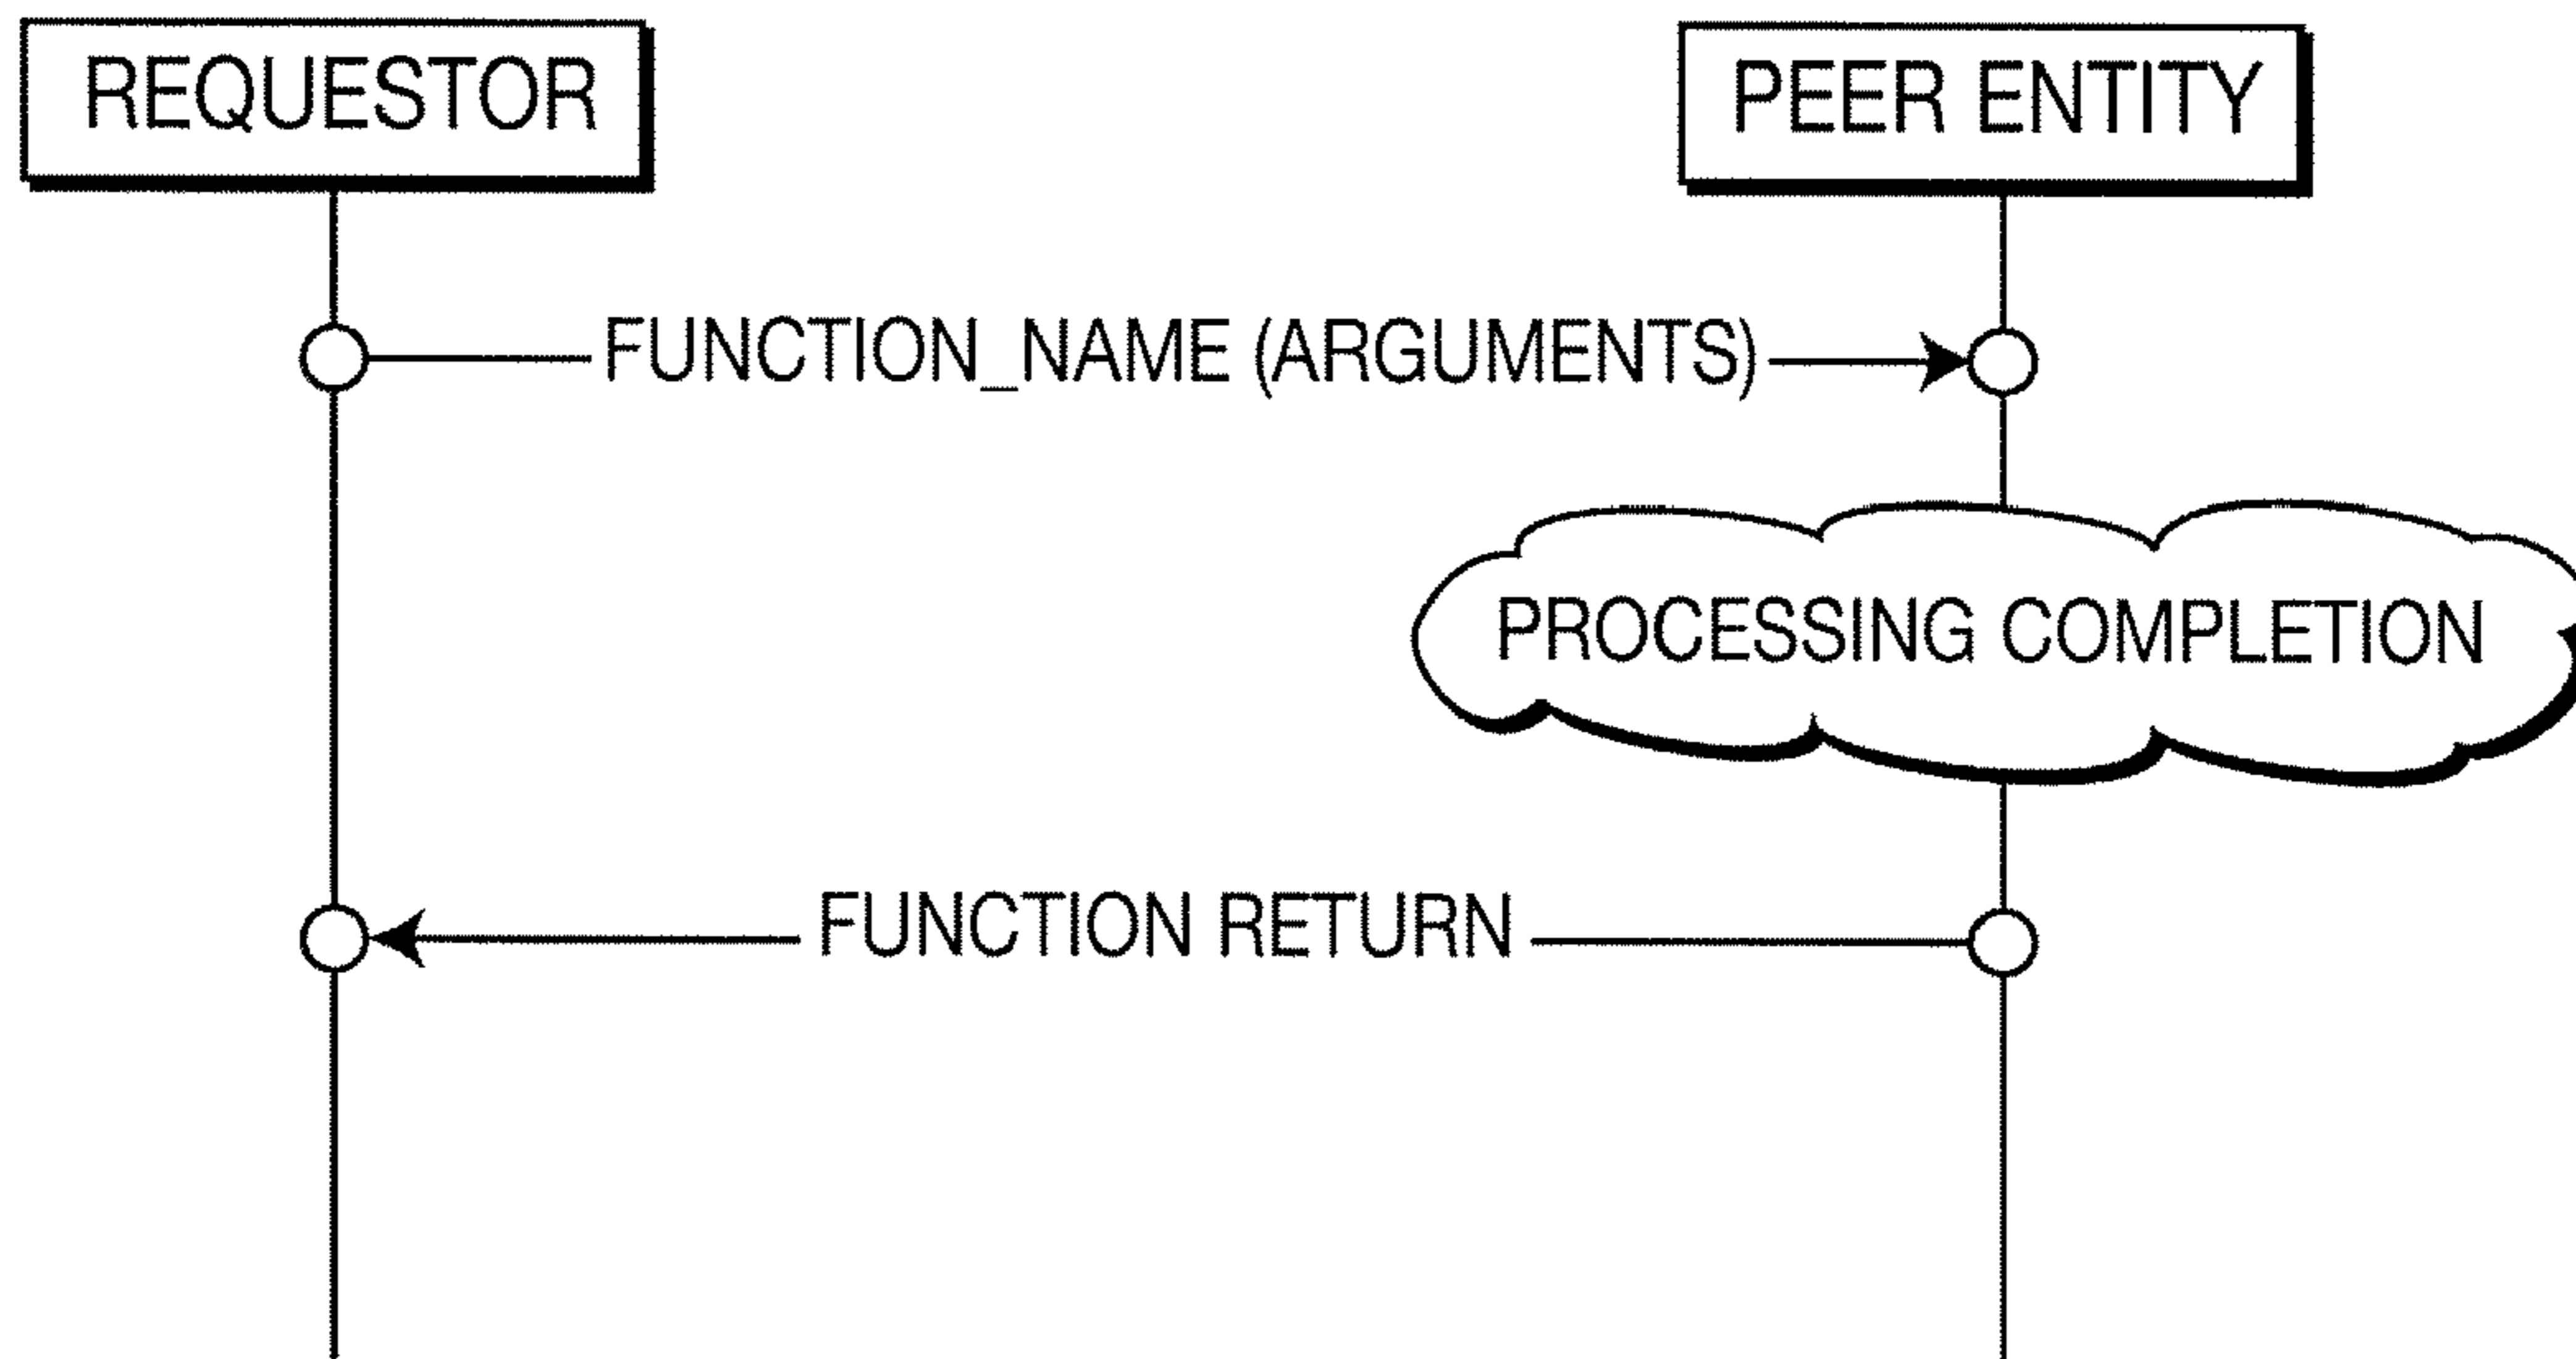 REQUESTOR
PEER ENTITY
FUNCTION_NAME (ARGUMENTS)
PROCESSING COMPLETION
FUNCTION RETURN